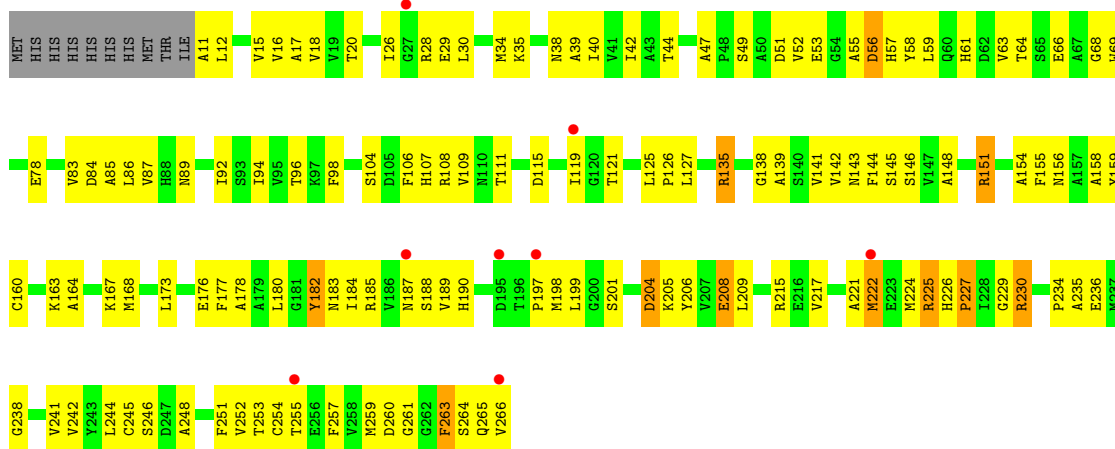 MET HIS HIS HIS HIS HIS HIS MET THR ILE A11 L12 V15 V16 A17 V18 V19 T20 I26 G27 R28 E29 L30 M34 K35 N38 A39 I40 V41 I42 A43 T44 A47 P48 S49 A50 D51 V52 E53 G54 A55 D56 H57 Y58 L59 Q60 H61 D62 V63 T64 S65 E66 A67 G68
E78 V83 D84 A85 L86 V87 H88 N89 I92 S93 I94 V95 T96 K97 F98 S104 D105 F106 H107 R108 V109 N110 T111 D115 I119 G120 T121 L125 P126 L127 R135 G138 A139 S140 V141 V142 N143 F144 S145 S146 V147 A148 R151 A154 F155 N156 A157 A158
C160 K163 A164 K167 M168 L173 E176 F177 A178 A179 L180 G181 Y182 N183 I184 R185 V186 N187 S188 V189 H190 D195 T196 P197 M198 L199 G200 S201 D204 K205 Y206 V207 E208 L209 R215 E216 V217 A221 M222 E223 M224 R225 H226 P227 I228 G229 R230 P234 A235 E236
G238 V241 V242 Y243 L244 C245 S246 D247 A248 F251 V252 T253 C254 T255 E256 F257 V258 M259 D260 G261 G262 F263 S264 Q265 V266